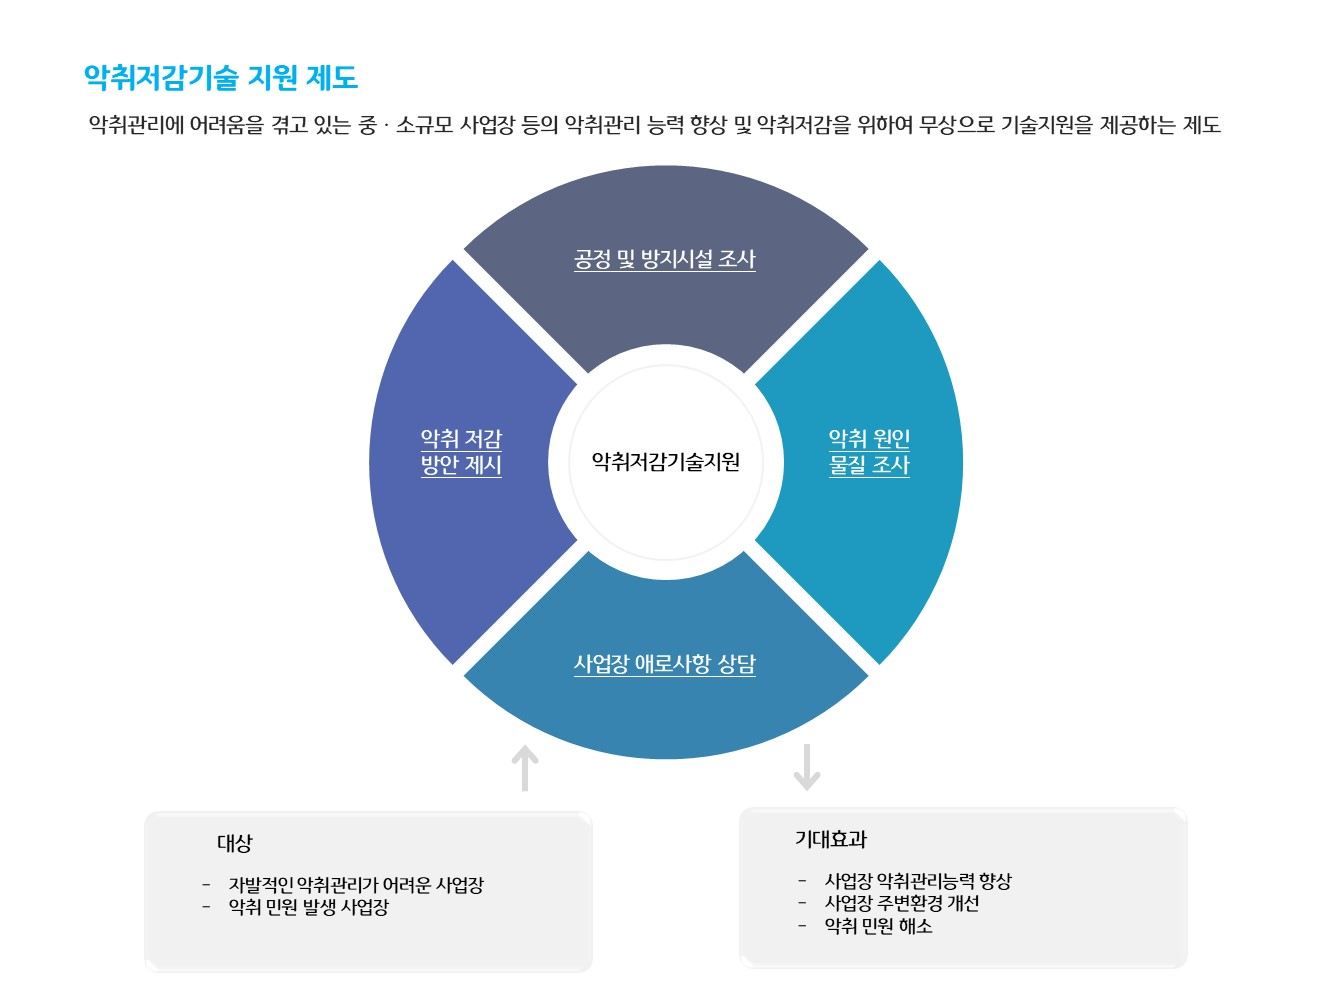 악취저감기술 지원 제도
악취관리에 어려움을 겪고 있는 중 · 소규모 사업장 등의 악취관리 능력 향상 및 악취저감을 위하여 무상으로 기술지원을 제공하는 제도
공정 및 방지시설 조사
악취 저감
방안 제시
악취저감기술지원
악취 원인
물질 조사
사업장 애로사항 상담
대상
- 자발적인 악취관리가 어려운 사업장
- 악취 민원 발생 사업장
기대효과
- 사업장 악취관리능력 향상
- 사업장 주변환경 개선
- 악취 민원 해소